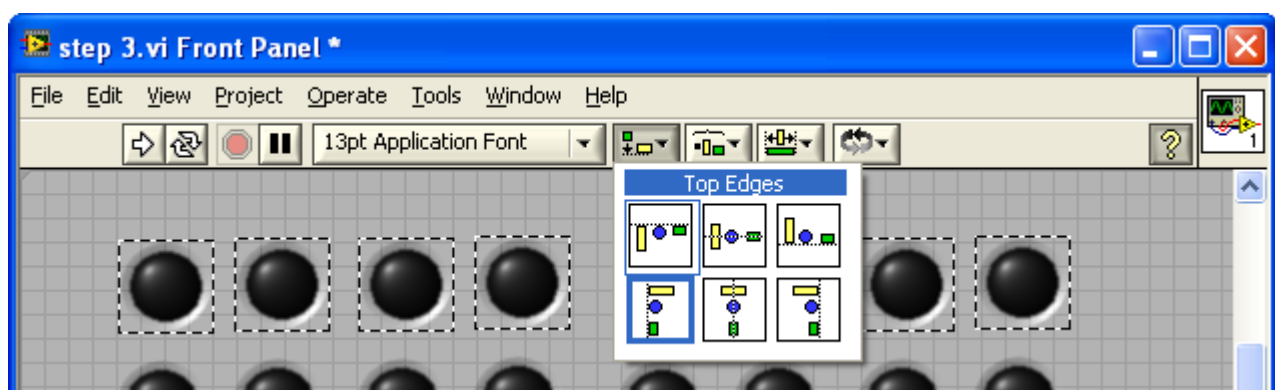 step 3.vi Front Panel *
File Edit View Project Operate Tools Window Help
13pt Application Font
?
1
Top Edges